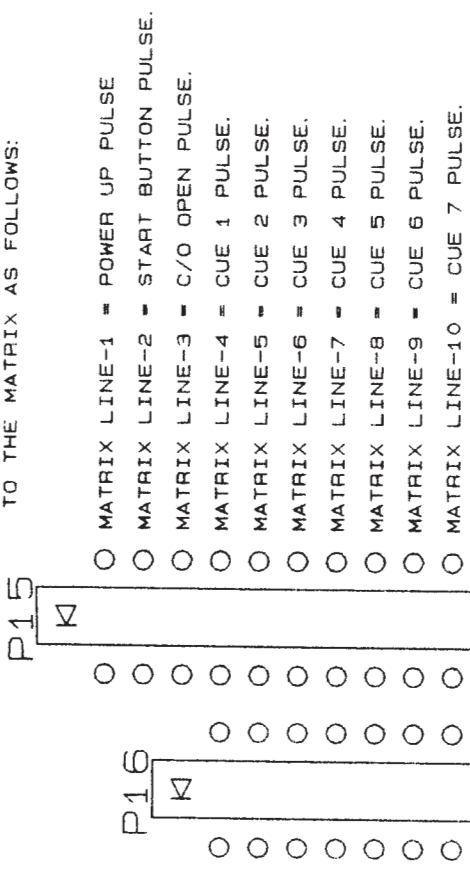 TO THE MATRIX AS FOLLOWS:
P15
MATRIX LINE-1 = POWER UP PULSE
MATRIX LINE-2 = START BUTTON PULSE.
MATRIX LINE-3 = C/O OPEN PULSE.
MATRIX LINE-4 = CUE 1 PULSE.
MATRIX LINE-5 = CUE 2 PULSE.
MATRIX LINE-6 = CUE 3 PULSE.
MATRIX LINE-7 = CUE 4 PULSE.
MATRIX LINE-8 = CUE 5 PULSE.
MATRIX LINE-9 = CUE 6 PULSE.
MATRIX LINE-10 = CUE 7 PULSE.
P16